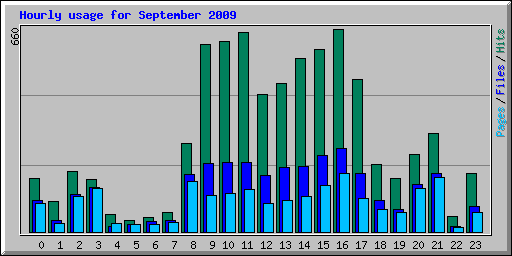 Hourly usage for September 2009
660
Pages / Files / Hits
0 1 2 3 4 5 6 7 8 9 10 11 12 13 14 15 16 17 18 19 20 21 22 23